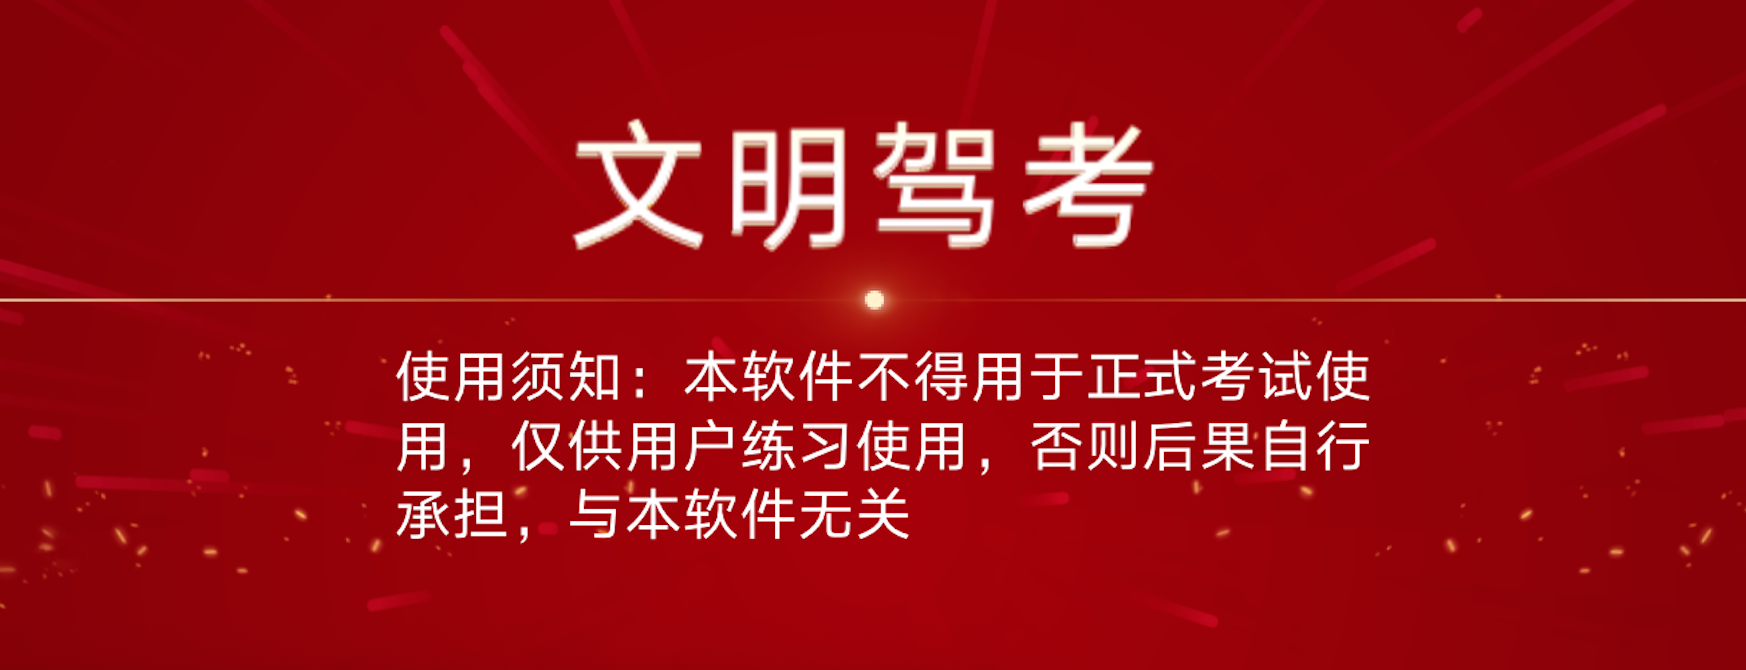 文明驾考
使用须知：本软件不得用于正式考试使
用，仅供用户练习使用，否则后果自行
承担，与本软件无关